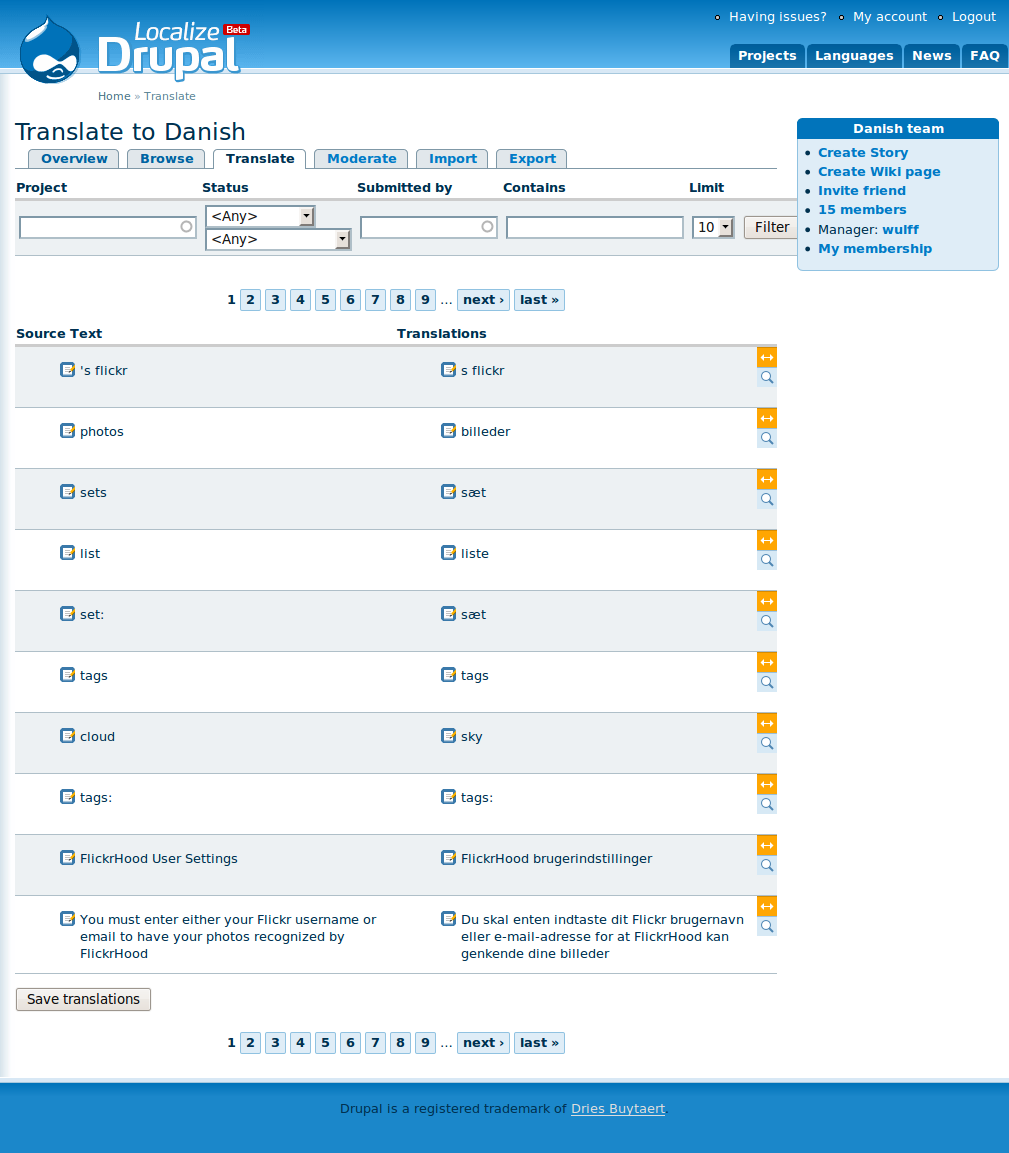 Having issues? My account Logout
Localize Beta
Drupal
Projects Languages News FAQ
Home » Translate
Translate to Danish
Overview Browse Translate Moderate Import Export
Project Status Submitted by Contains Limit
<Any>
<Any>
10 Filter
Danish team
Create Story
Create Wiki page
Invite friend
15 members
Manager: wulff
My membership
1 2 3 4 5 6 7 8 9 … next › last »
Source Text Translations
's flickr s flickr
photos billeder
sets sæt
list liste
set: sæt
tags tags
cloud sky
tags: tags:
FlickrHood User Settings FlickrHood brugerindstillinger
You must enter either your Flickr username or
email to have your photos recognized by
FlickrHood
Du skal enten indtaste dit Flickr brugernavn
eller e-mail-adresse for at FlickrHood kan
genkende dine billeder
Save translations
1 2 3 4 5 6 7 8 9 … next › last »
Drupal is a registered trademark of Dries Buytaert.